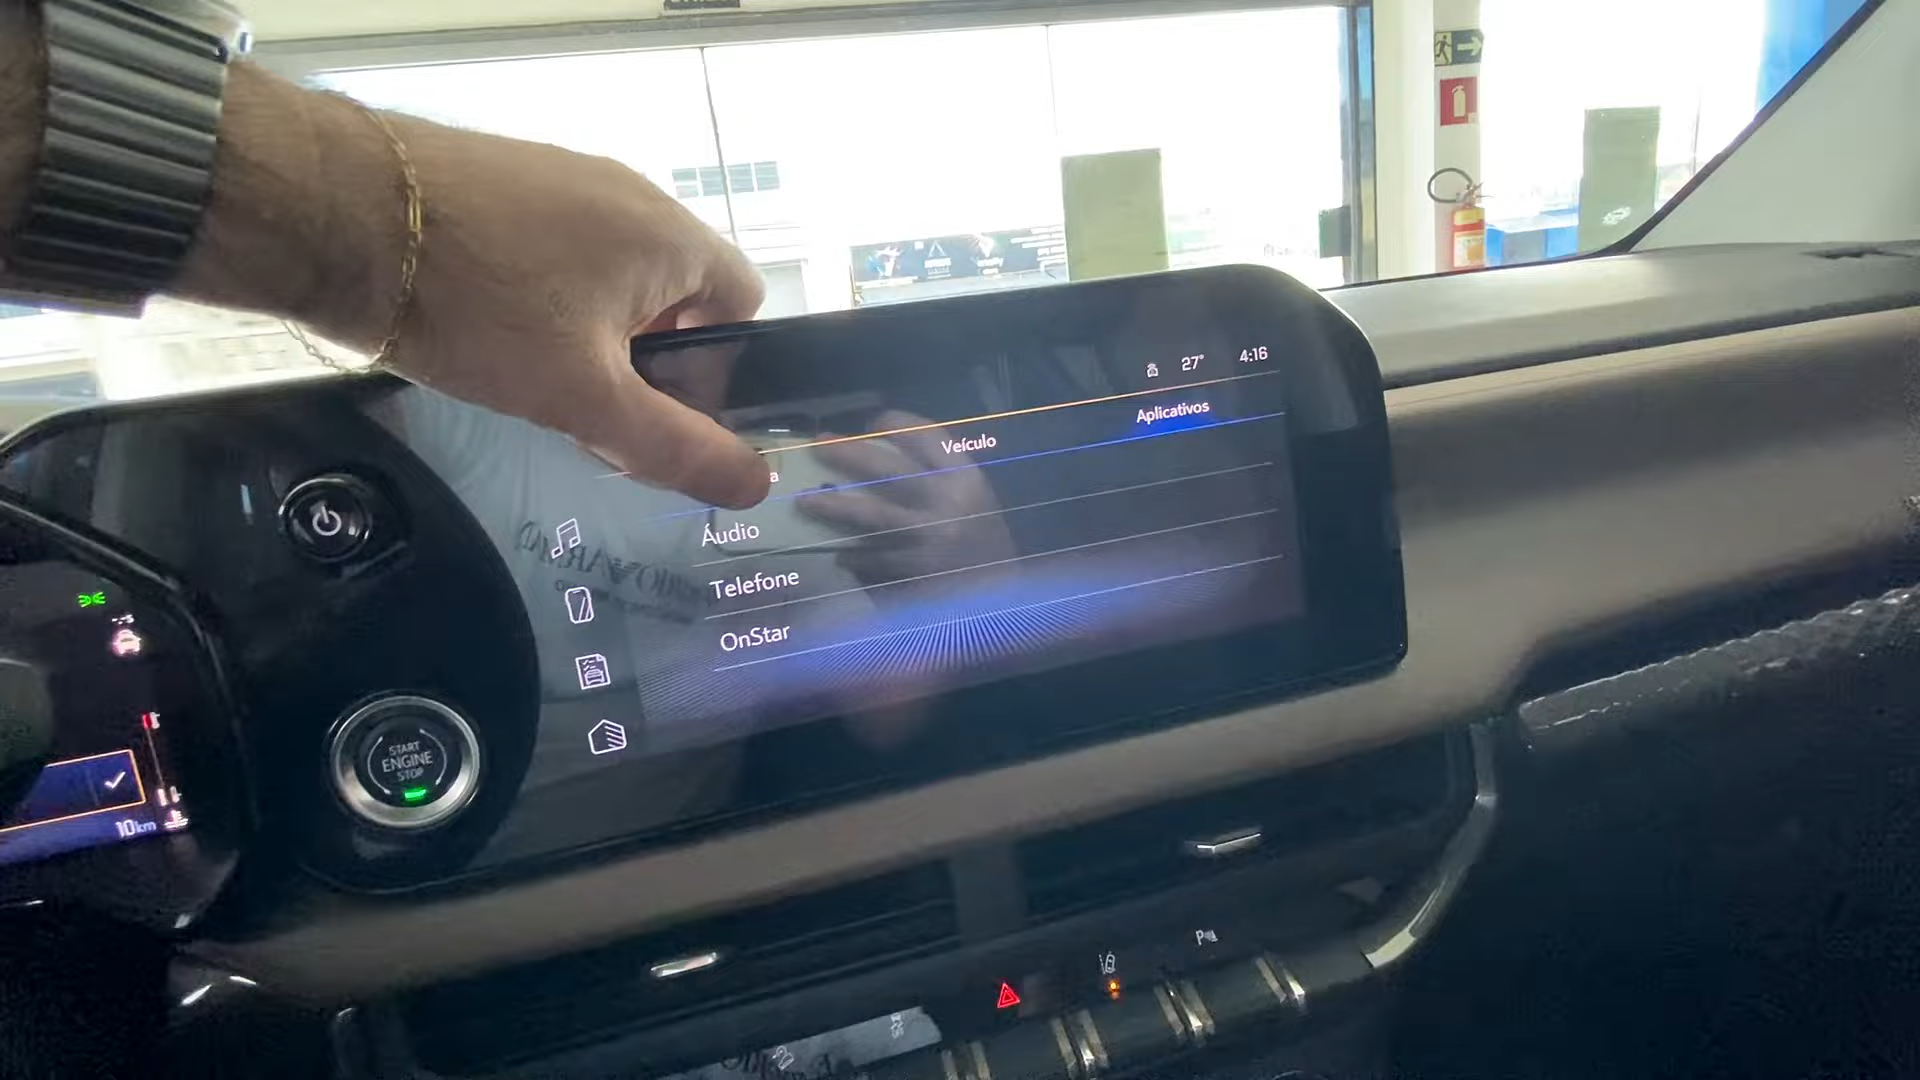 27° 4:16
Veículo
Aplicativos
Áudio
Telefone
OnStar
START
ENGINE
STOP
10km